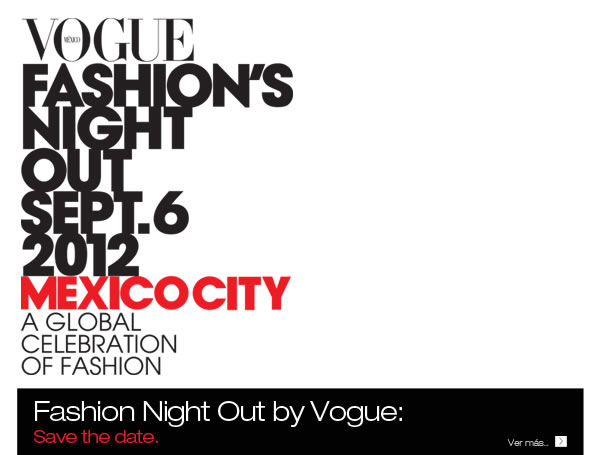 VOGUE
MÉXICO
FASHION'S
NIGHT
OUT
SEPT.6
2012
MEXICO CITY
A GLOBAL
CELEBRATION
OF FASHION
Fashion Night Out by Vogue:
Save the date.
Ver más...